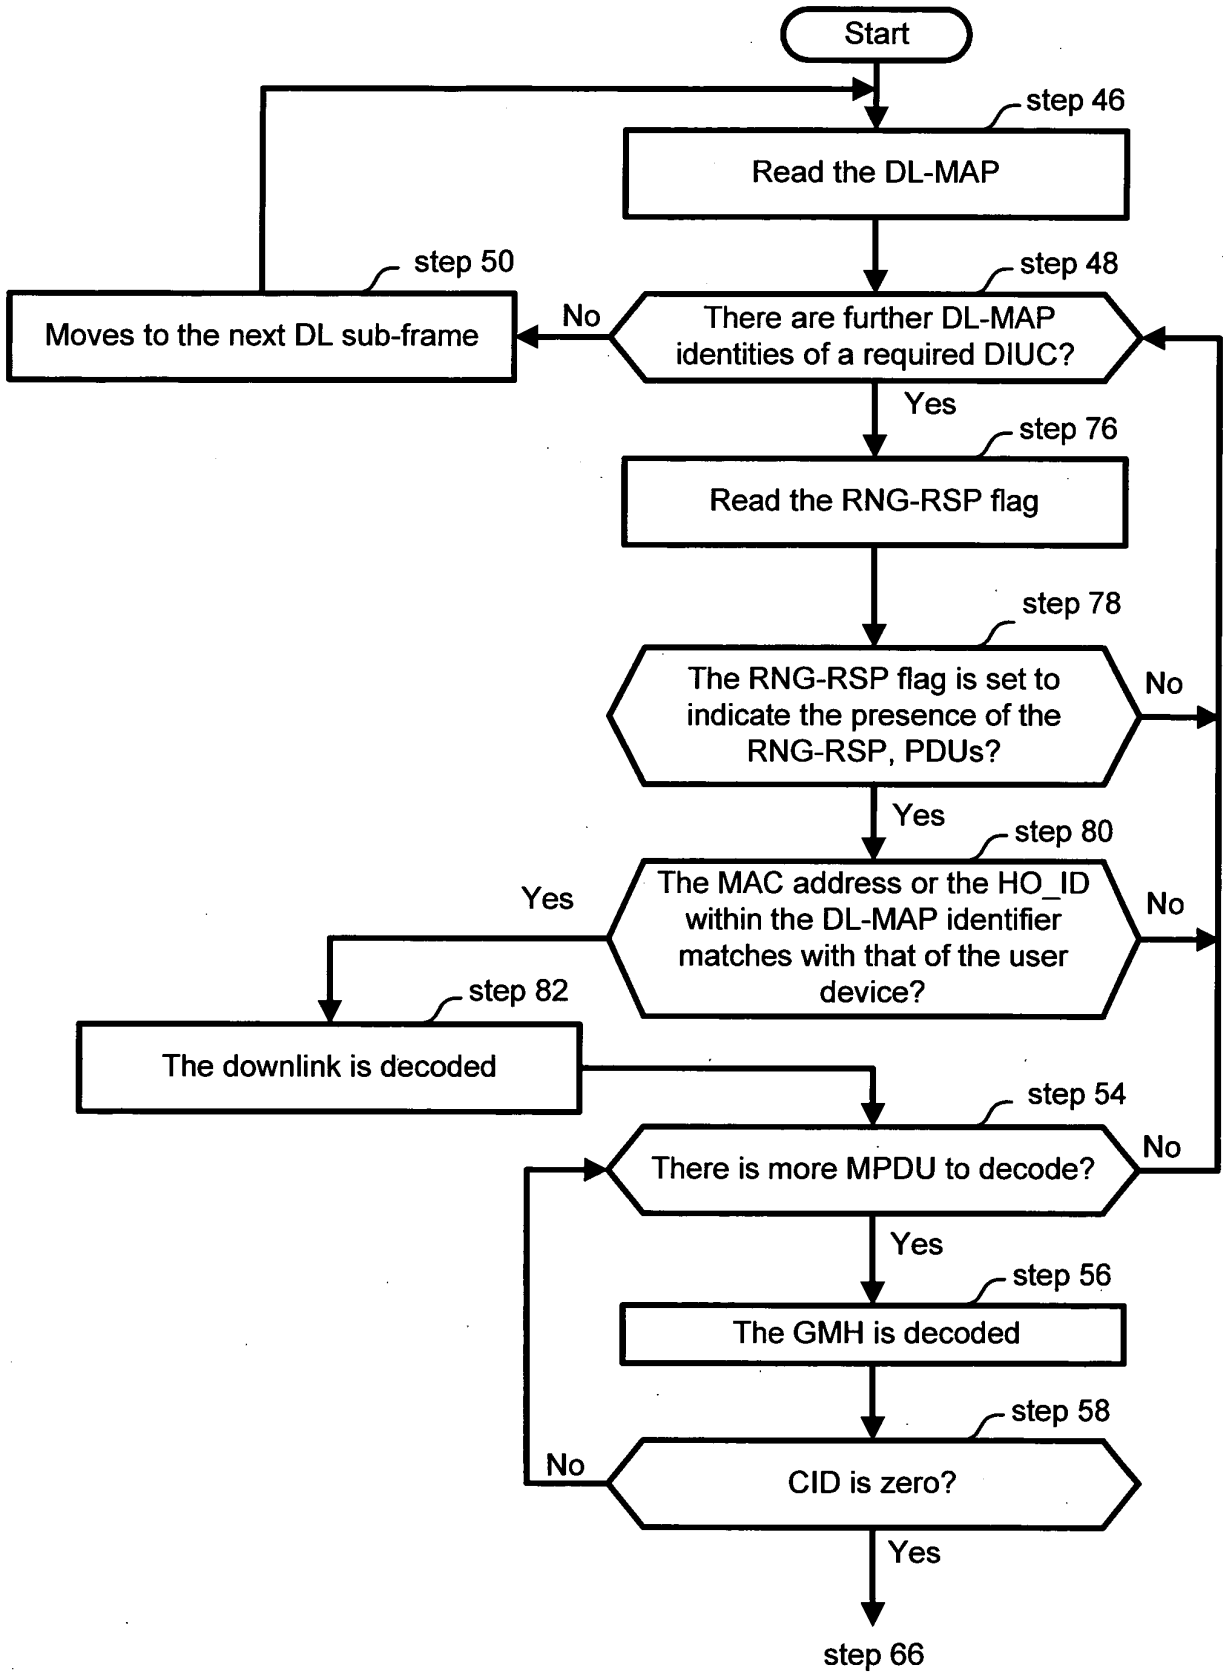 Start
step 46
Read the DL-MAP
step 50
step 48
Moves to the next DL sub-frame
No
There are further DL-MAP
identities of a required DIUC?
Yes
step 76
Read the RNG-RSP flag
step 78
The RNG-RSP flag is set to
indicate the presence of the
RNG-RSP, PDUs?
No
Yes
step 80
Yes
The MAC address or the HO_ID
within the DL-MAP identifier
matches with that of the user
device?
No
step 82
The downlink is decoded
step 54
There is more MPDU to decode?
No
Yes
step 56
The GMH is decoded
step 58
No
CID is zero?
Yes
step 66